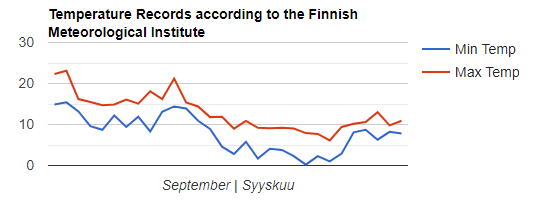 Temperature Records according to the Finnish
Meteorological Institute
30
20
10
0
Min Temp
Max Temp
September | Syyskuu